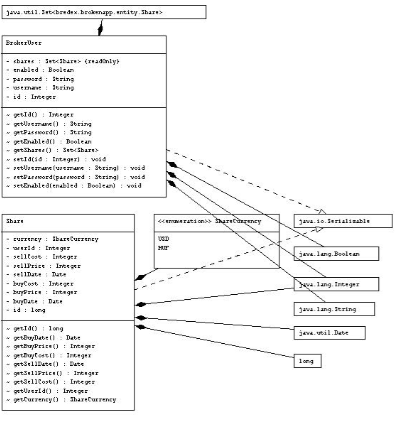 java.util.Set<bredex.brokenapp.entity.Share>
BrokerUser
- shares : Set<Share> {readOnly}
- enabled : Boolean
- password : String
- username : String
- id : Integer
~ getId() : Integer
~ getUsername() : String
~ getPassword() : String
~ getEnabled() : Boolean
~ getShares() : Set<Share>
~ setId(id : Integer) : void
~ setUsername(username : String) : void
~ setPassword(password : String) : void
~ setEnabled(enabled : Boolean) : void
Share
- currency : ShareCurrency
- userId : Integer
- sellCost : Integer
- sellPrice : Integer
- sellDate : Date
- buyCost : Integer
- buyPrice : Integer
- buyDate : Date
- id : long
~ getId() : long
~ getBuyDate() : Date
~ getBuyPrice() : Integer
~ getBuyCost() : Integer
~ getSellDate() : Date
~ getSellPrice() : Integer
~ getSellCost() : Integer
~ getUserId() : Integer
~ getCurrency() : ShareCurrency
<<enumeration>> ShareCurrency
USD
HUF
java.io.Serializable
java.lang.Boolean
java.lang.Integer
java.lang.String
java.util.Date
long